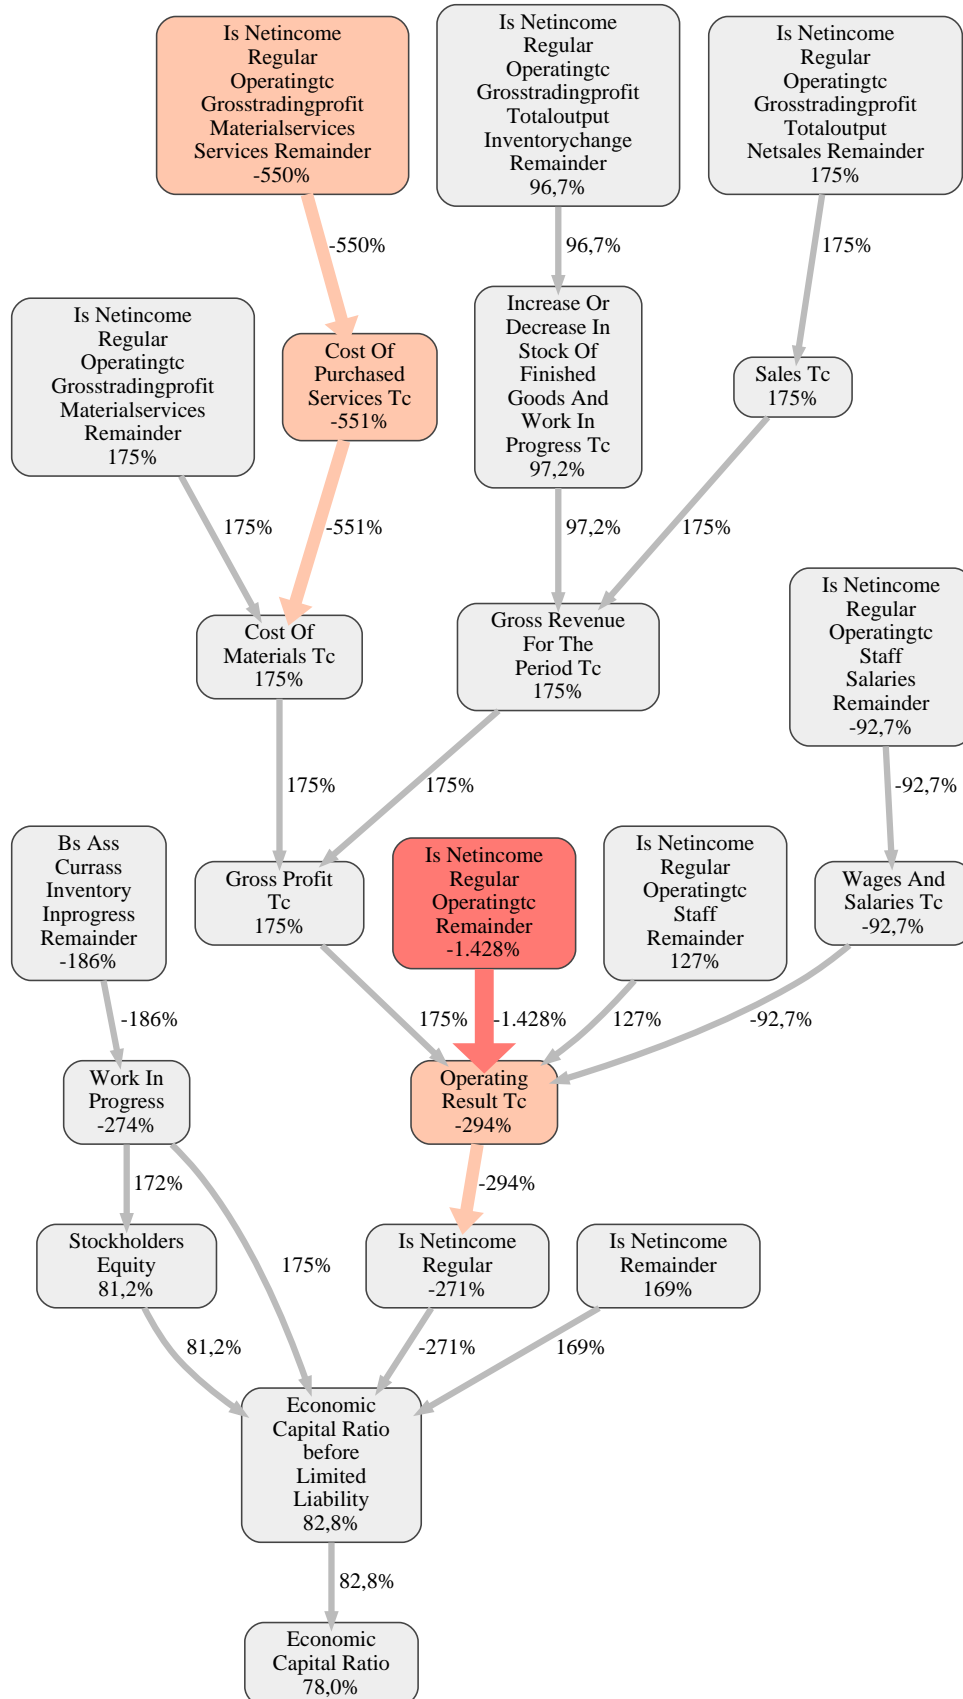 Is Netincome
Regular
Operatingtc
Grosstradingprofit
Materialservices
Services Remainder
-550%
Is Netincome
Regular
Operatingtc
Grosstradingprofit
Totaloutput
Inventorychange
Remainder
96,7%
Is Netincome
Regular
Operatingtc
Grosstradingprofit
Totaloutput
Netsales Remainder
175%
-550%
96,7%
175%
Is Netincome
Regular
Operatingtc
Grosstradingprofit
Materialservices
Remainder
175%
Cost Of
Purchased
Services Tc
-551%
Increase Or
Decrease In
Stock Of
Finished
Goods And
Work In
Progress Tc
97,2%
Sales Tc
175%
175%
-551%
97,2%
175%
Cost Of
Materials Tc
175%
Gross Revenue
For The
Period Tc
175%
Is Netincome
Regular
Operatingtc
Staff
Salaries
Remainder
-92,7%
175%
175%
-92,7%
Bs Ass
Currass
Inventory
Inprogress
Remainder
-186%
Gross Profit
Tc
175%
Is Netincome
Regular
Operatingtc
Remainder
-1.428%
Is Netincome
Regular
Operatingtc
Staff
Remainder
127%
Wages And
Salaries Tc
-92,7%
-186%
175%
-1.428%
127%
-92,7%
Work In
Progress
-274%
Operating
Result Tc
-294%
172%
175%
-294%
Stockholders
Equity
81,2%
Is Netincome
Regular
-271%
Is Netincome
Remainder
169%
81,2%
-271%
169%
Economic
Capital Ratio
before
Limited
Liability
82,8%
82,8%
Economic
Capital Ratio
78,0%